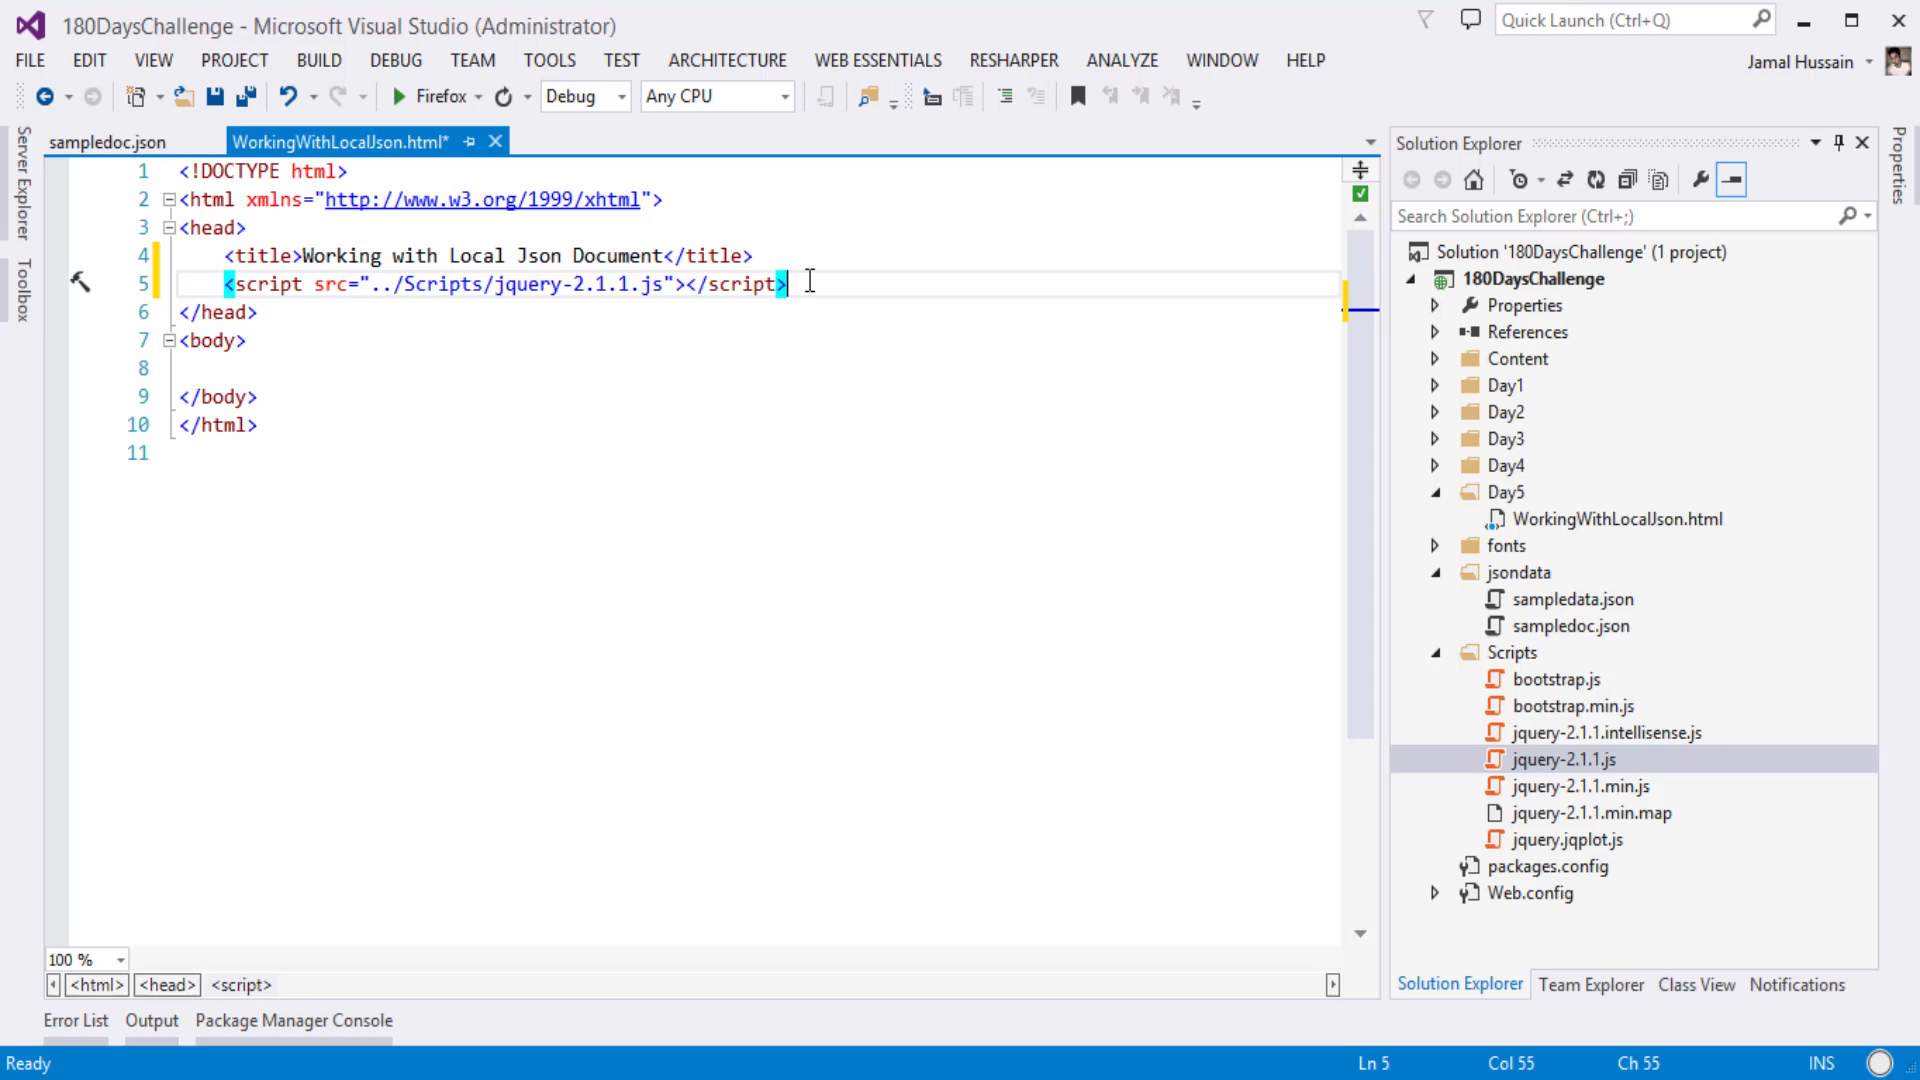 180DaysChallenge - Microsoft Visual Studio (Administrator)
Quick Launch (Ctrl+Q)
FILE EDIT VIEW PROJECT BUILD DEBUG TEAM TOOLS TEST ARCHITECTURE WEB ESSENTIALS RESHARPER ANALYZE WINDOW HELP
Jamal Hussain
Firefox
Debug
Any CPU
Server Explorer
Toolbox
sampledoc.json
WorkingWithLocalJson.html*
1 <!DOCTYPE html>
2 <html xmlns="http://www.w3.org/1999/xhtml">
3 <head>
4 <title>Working with Local Json Document</title>
5 <script src="../Scripts/jquery-2.1.1.js"></script>
6 </head>
7 <body>
8
9 </body>
10 </html>
11
100 %
<html> <head> <script>
Error List Output Package Manager Console
Solution Explorer
Search Solution Explorer (Ctrl+;)
Solution '180DaysChallenge' (1 project)
180DaysChallenge
Properties
References
Content
Day1
Day2
Day3
Day4
Day5
WorkingWithLocalJson.html
fonts
jsondata
sampledata.json
sampledoc.json
Scripts
bootstrap.js
bootstrap.min.js
jquery-2.1.1.intellisense.js
jquery-2.1.1.js
jquery-2.1.1.min.js
jquery-2.1.1.min.map
jquery.jqplot.js
packages.config
Web.config
Solution Explorer Team Explorer Class View Notifications
Properties
Ready
Ln 5 Col 55 Ch 55 INS